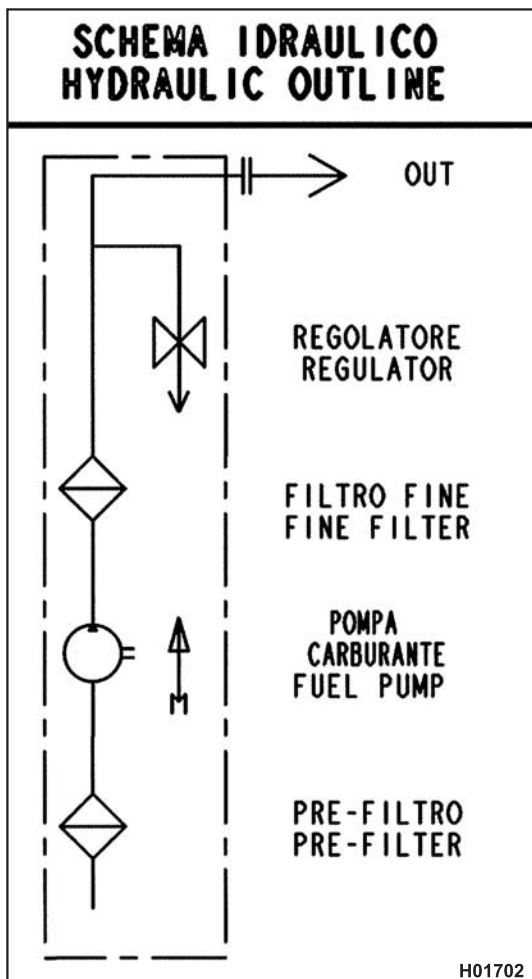 SCHEMA IDRAULICO
HYDRAULIC OUTLINE
OUT
REGOLATORE
REGULATOR
FILTRO FINE
FINE FILTER
POMPA
CARBURANTE
FUEL PUMP
M
PRE-FILTRO
PRE-FILTER
H01702